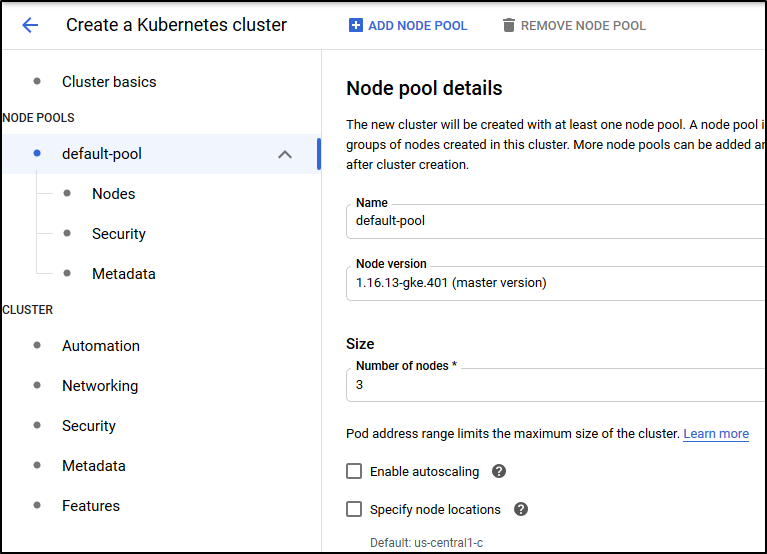 Create a Kubernetes cluster
ADD NODE POOL
REMOVE NODE POOL
Cluster basics
NODE POOLS
default-pool
Nodes
Security
Metadata
CLUSTER
Automation
Networking
Security
Metadata
Features
Node pool details
The new cluster will be created with at least one node pool. A node pool i
groups of nodes created in this cluster. More node pools can be added a
after cluster creation.
Name
default-pool
Node version
1.16.13-gke.401 (master version)
Size
Number of nodes *
3
Pod address range limits the maximum size of the cluster. Learn more
Enable autoscaling
Specify node locations
Default: us-central1-c